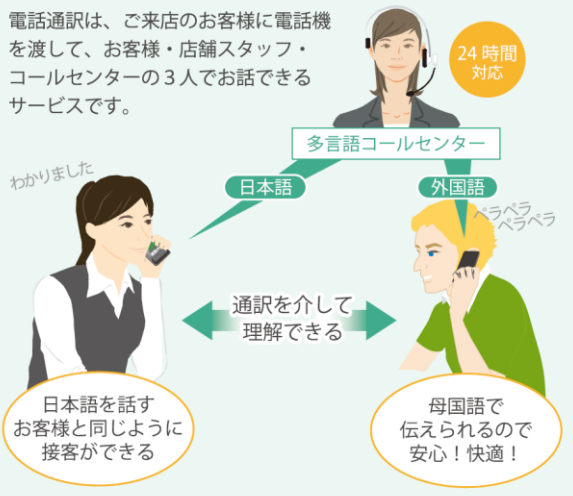 電話通訳は、ご来店のお客様に電話機
を渡して、お客様・店舗スタッフ・
コールセンターの３人でお話できる
サービスです。
24 時間
対応
多言語コールセンター
わかりました
日本語
外国語
ペラペラ
ペラペラ
通訳を介して
理解できる
日本語を話す
お客様と同じように
接客ができる
母国語で
伝えられるので
安心！快適！